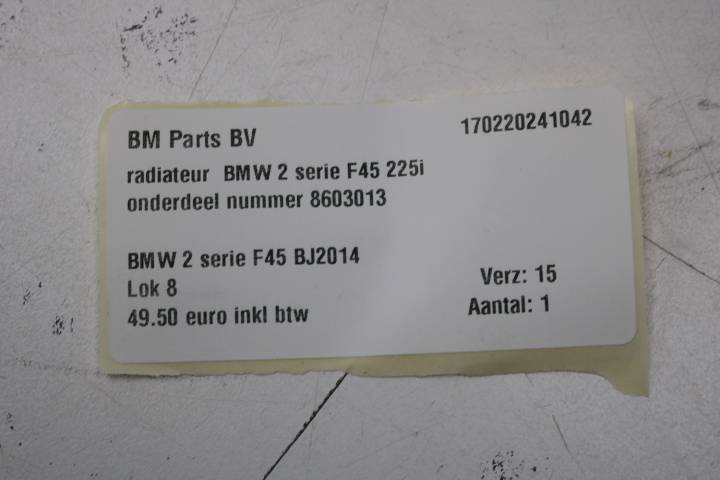 BM Parts BV 170220241042
radiateur BMW 2 serie F45 225i
onderdeel nummer 8603013
BMW 2 serie F45 BJ2014
Lok 8 Verz: 15
49.50 euro inkl btw Aantal: 1